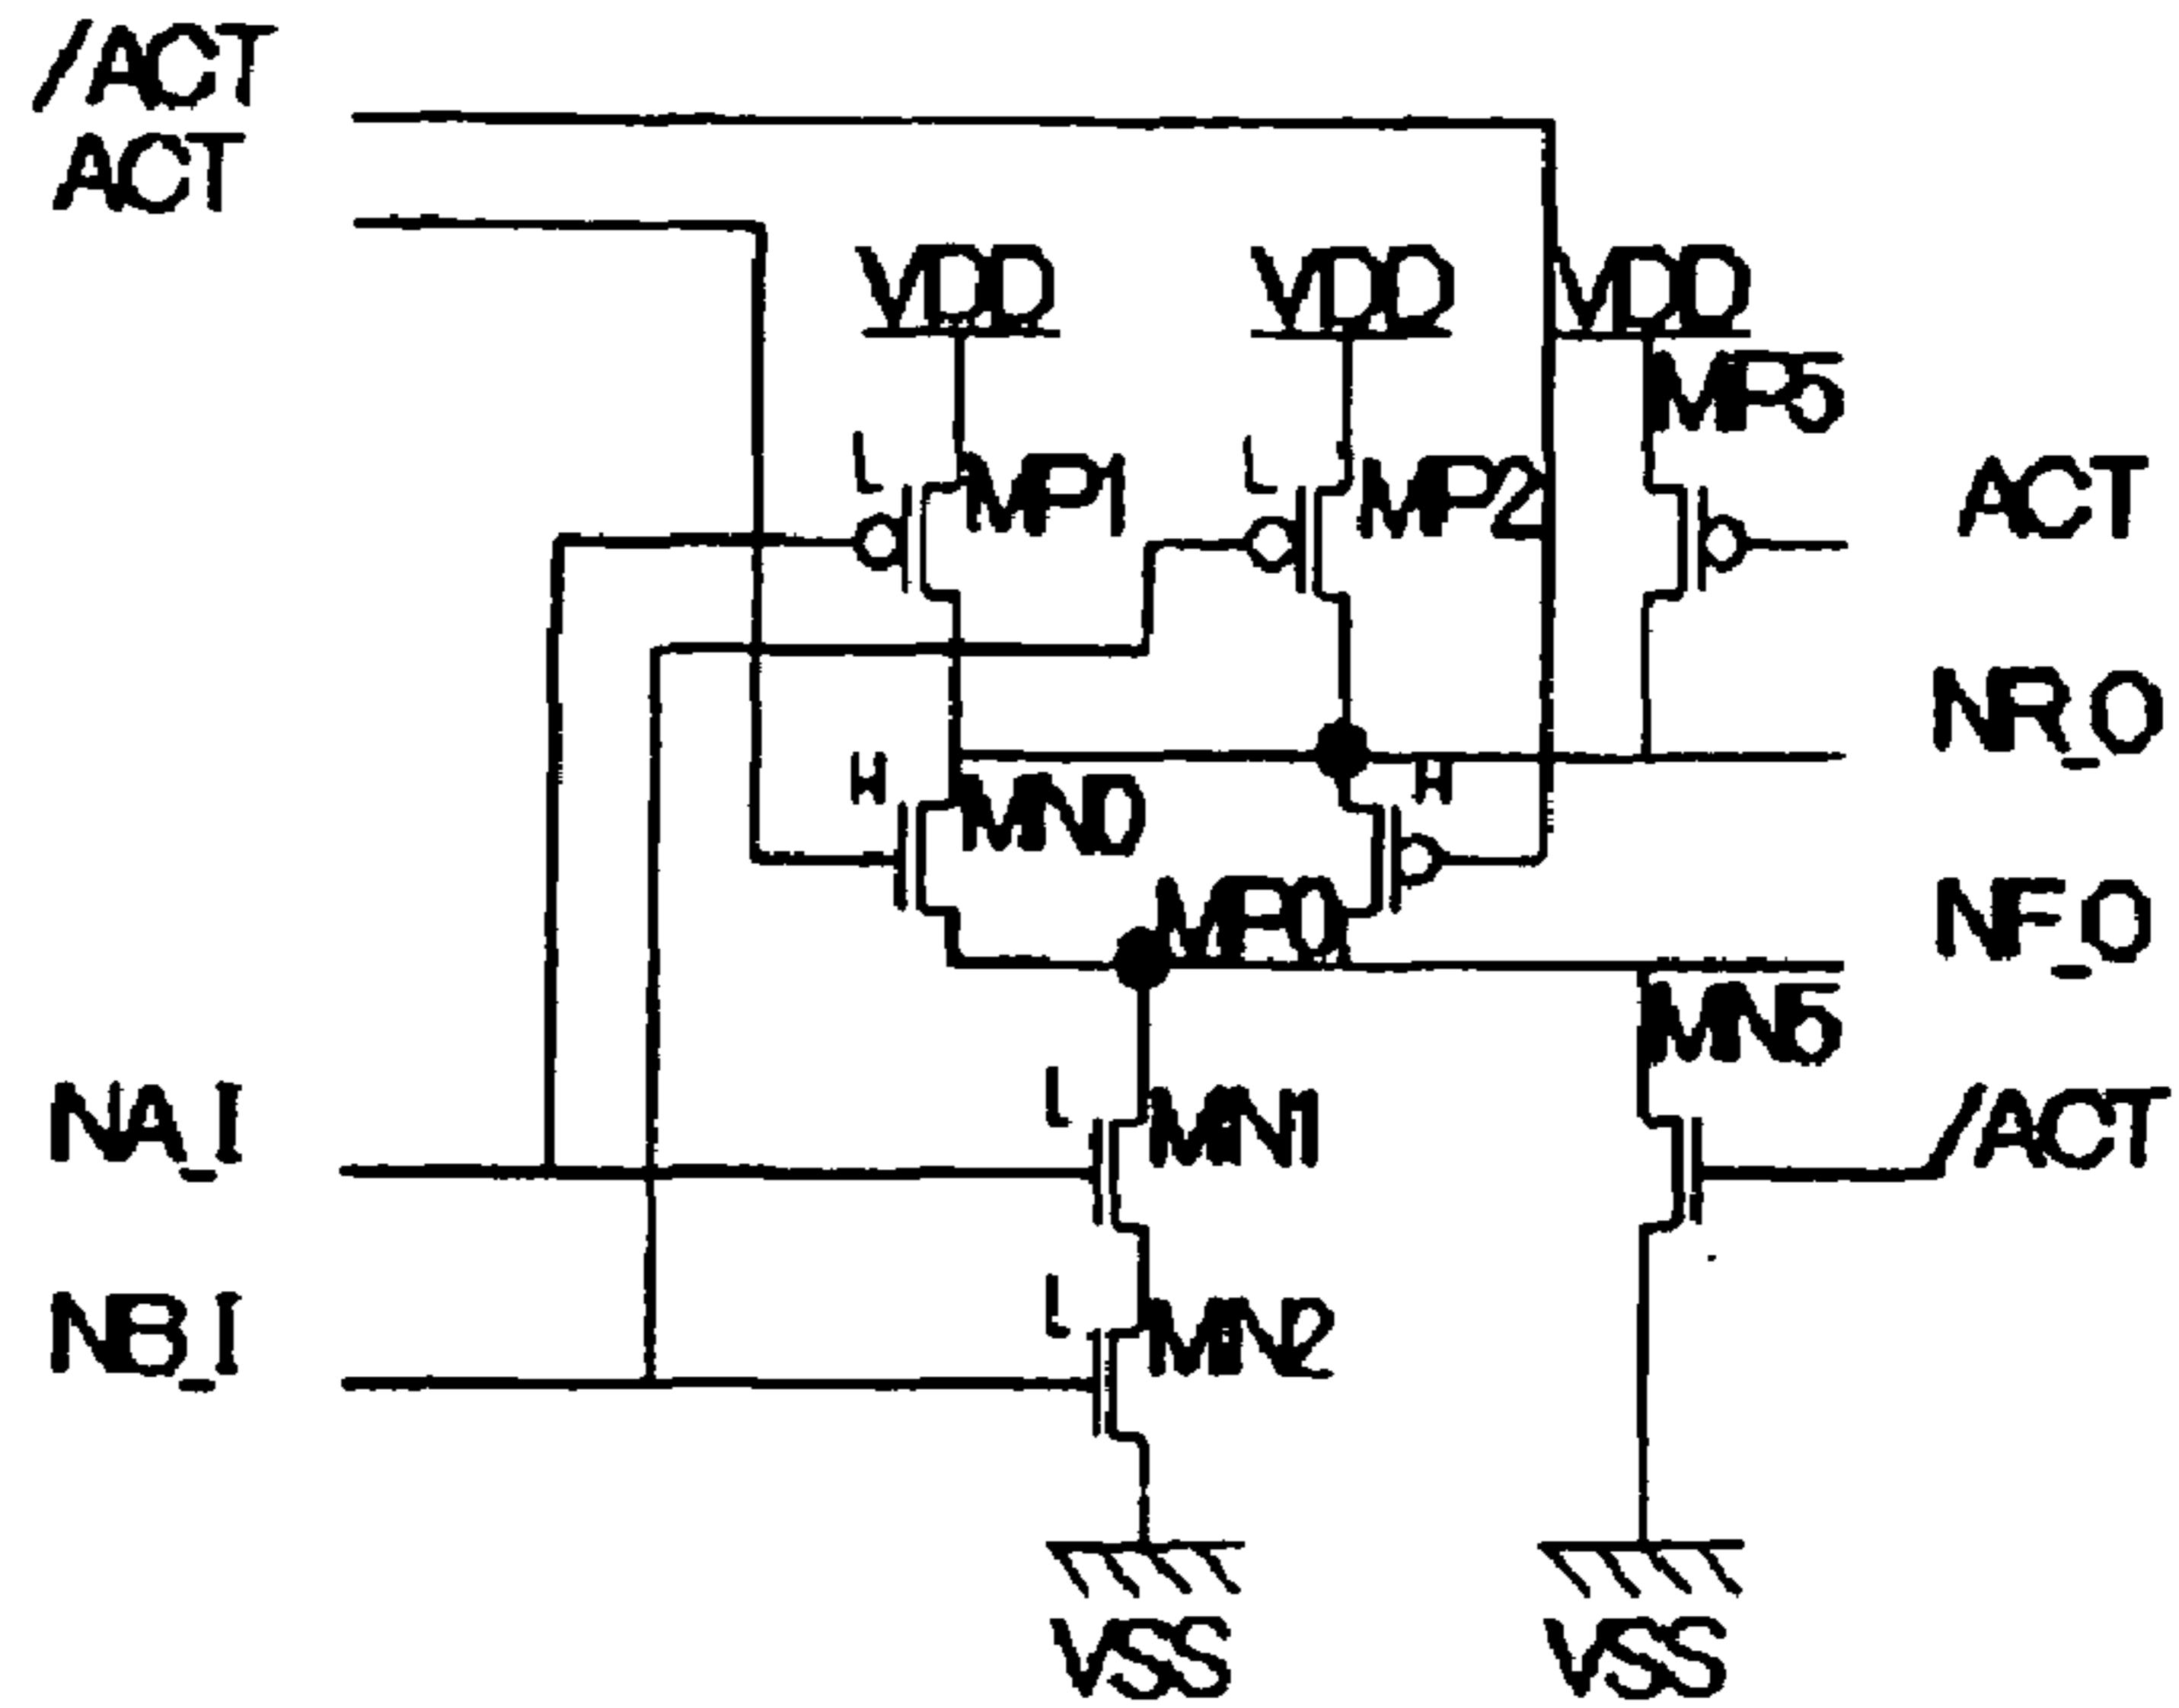 /ACT
ACT
VDD VDD VDD
MP5
L MP1 L MP2 ACT
NR_O
H MN0 H
MP0 NF_O
MN5
NA_I L MN1 /ACT
NB_I L MN2
VSS VSS